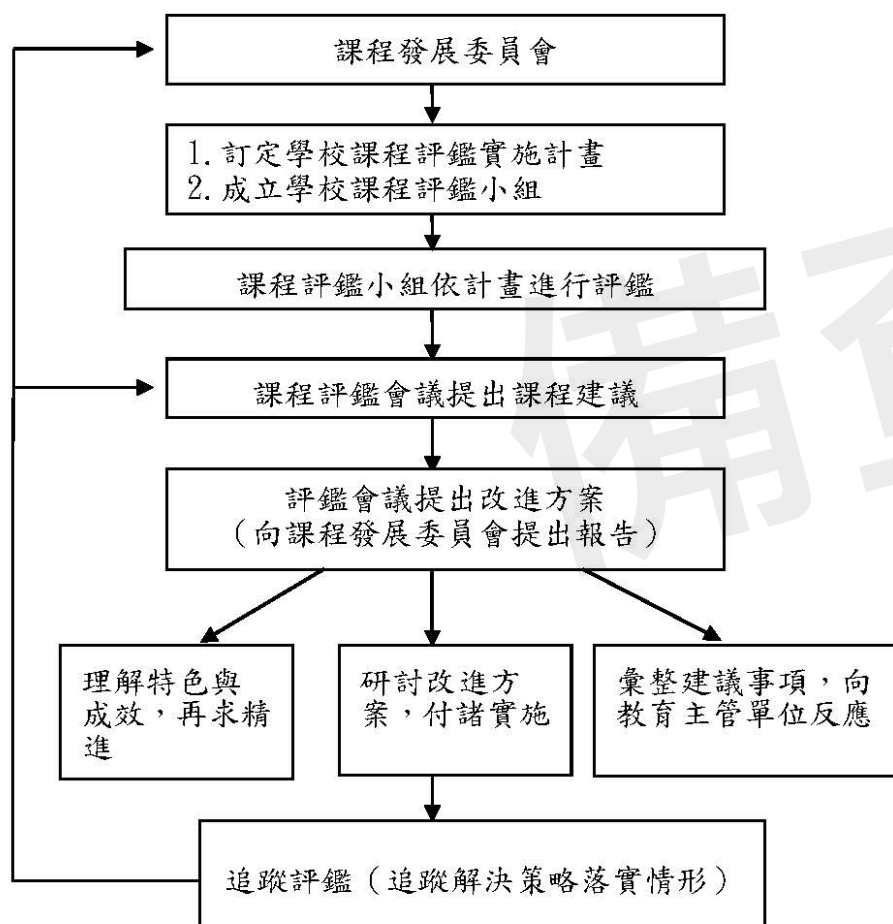 課程發展委員會
1.訂定學校課程評鑑實施計畫
2.成立學校課程評鑑小組
課程評鑑小組依計畫進行評鑑
課程評鑑會議提出課程建議
評鑑會議提出改進方案
（向課程發展委員會提出報告）
理解特色與
成效，再求精
進
研討改進方
案，付諸實施
彙整建議事項，向
教育主管單位反應
追蹤評鑑（追蹤解決策略落實情形）
備